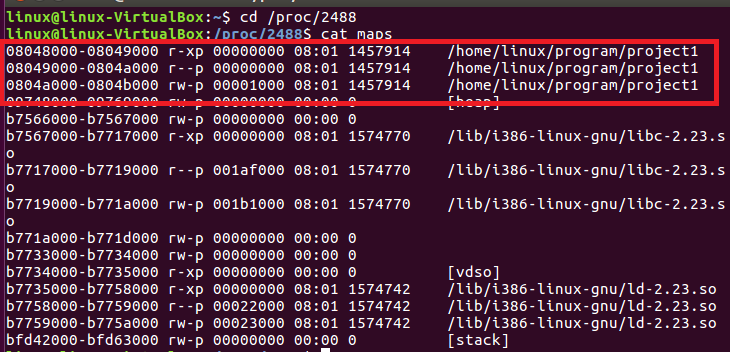 linux@linux-VirtualBox:~$ cd /proc/2488
linux@linux-VirtualBox:/proc/2488$ cat maps
08048000-08049000 r-xp 00000000 08:01 1457914 /home/linux/program/project1
08049000-0804a000 r--p 00000000 08:01 1457914 /home/linux/program/project1
0804a000-0804b000 rw-p 00001000 08:01 1457914 /home/linux/program/project1
rw-p 00000000 00:00 0 [heap]
b7566000-b7567000 rw-p 00000000 00:00 0
b7567000-b7717000 r-xp 00000000 08:01 1574770 /lib/i386-linux-gnu/libc-2.23.s
o
b7717000-b7719000 r--p 001af000 08:01 1574770 /lib/i386-linux-gnu/libc-2.23.s
o
b7719000-b771a000 rw-p 001b1000 08:01 1574770 /lib/i386-linux-gnu/libc-2.23.s
o
b771a000-b771d000 rw-p 00000000 00:00 0
b7733000-b7734000 rw-p 00000000 00:00 0
b7734000-b7735000 r-xp 00000000 00:00 0 [vdso]
b7735000-b7758000 r-xp 00000000 08:01 1574742 /lib/i386-linux-gnu/ld-2.23.so
b7758000-b7759000 r--p 00022000 08:01 1574742 /lib/i386-linux-gnu/ld-2.23.so
b7759000-b775a000 rw-p 00023000 08:01 1574742 /lib/i386-linux-gnu/ld-2.23.so
bfd42000-bfd63000 rw-p 00000000 00:00 0 [stack]